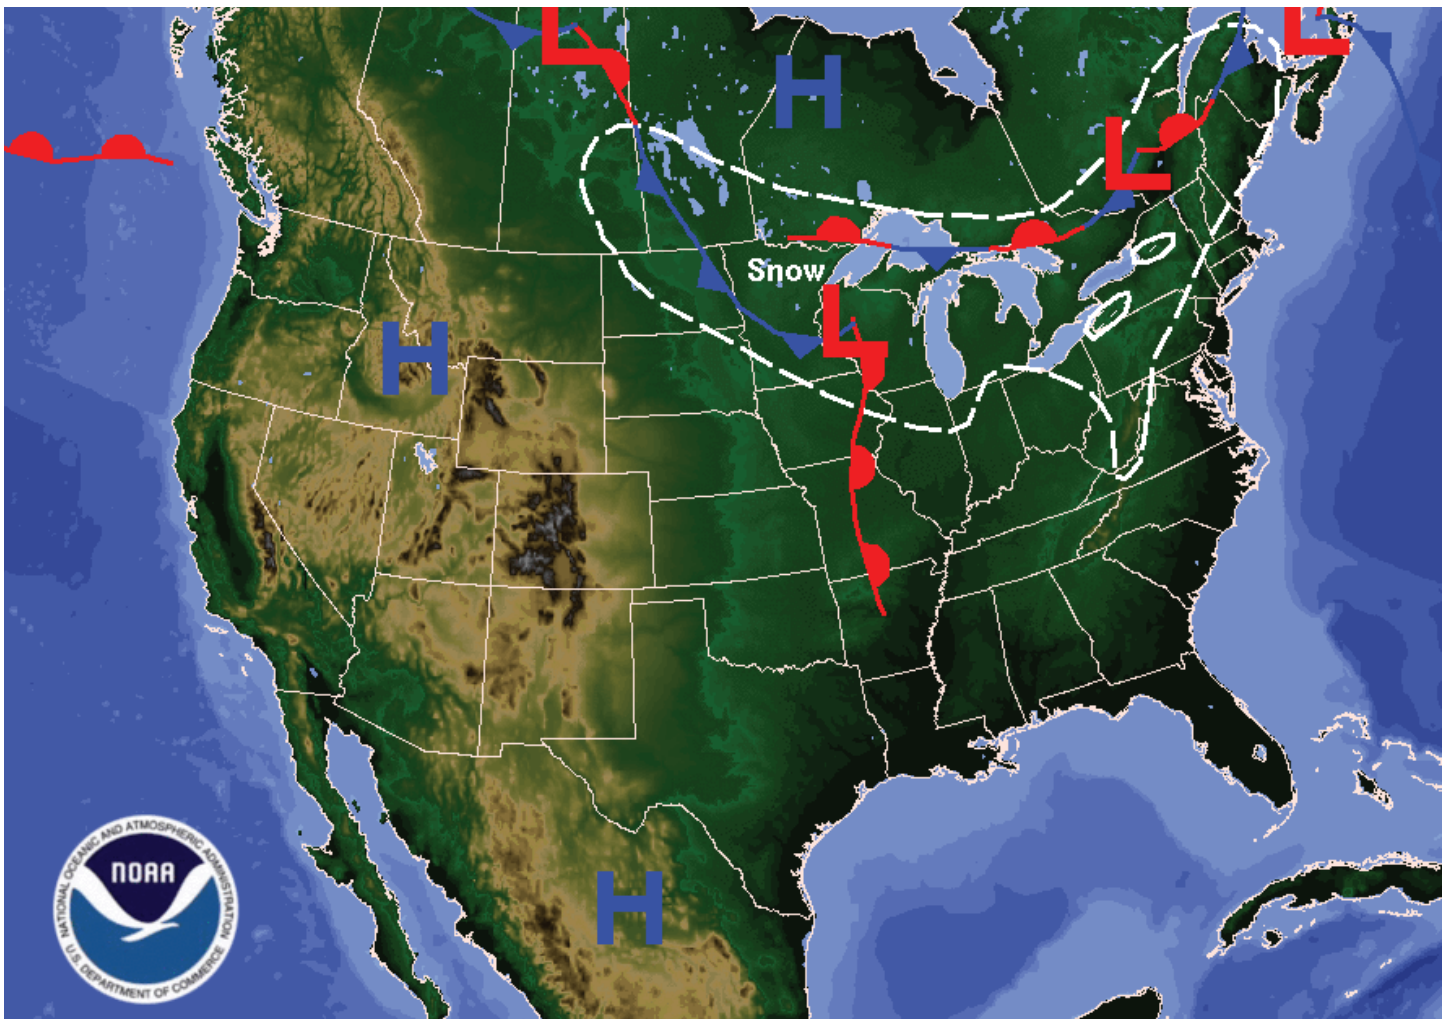 L
L
H
L
Snow
L
H
NOAA
NATIONAL OCEANIC AND ATMOSPHERIC ADMINISTRATION
U.S. DEPARTMENT OF COMMERCE
H